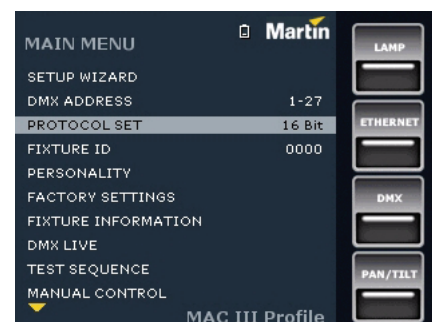 Martin
MAIN MENU
SETUP WIZARD
DMX ADDRESS 1-27
PROTOCOL SET 16 Bit
FIXTURE ID 0000
PERSONALITY
FACTORY SETTINGS
FIXTURE INFORMATION
DMX LIVE
TEST SEQUENCE
MANUAL CONTROL
MAC III Profile
LAMP
ETHERNET
DMX
PAN/TILT